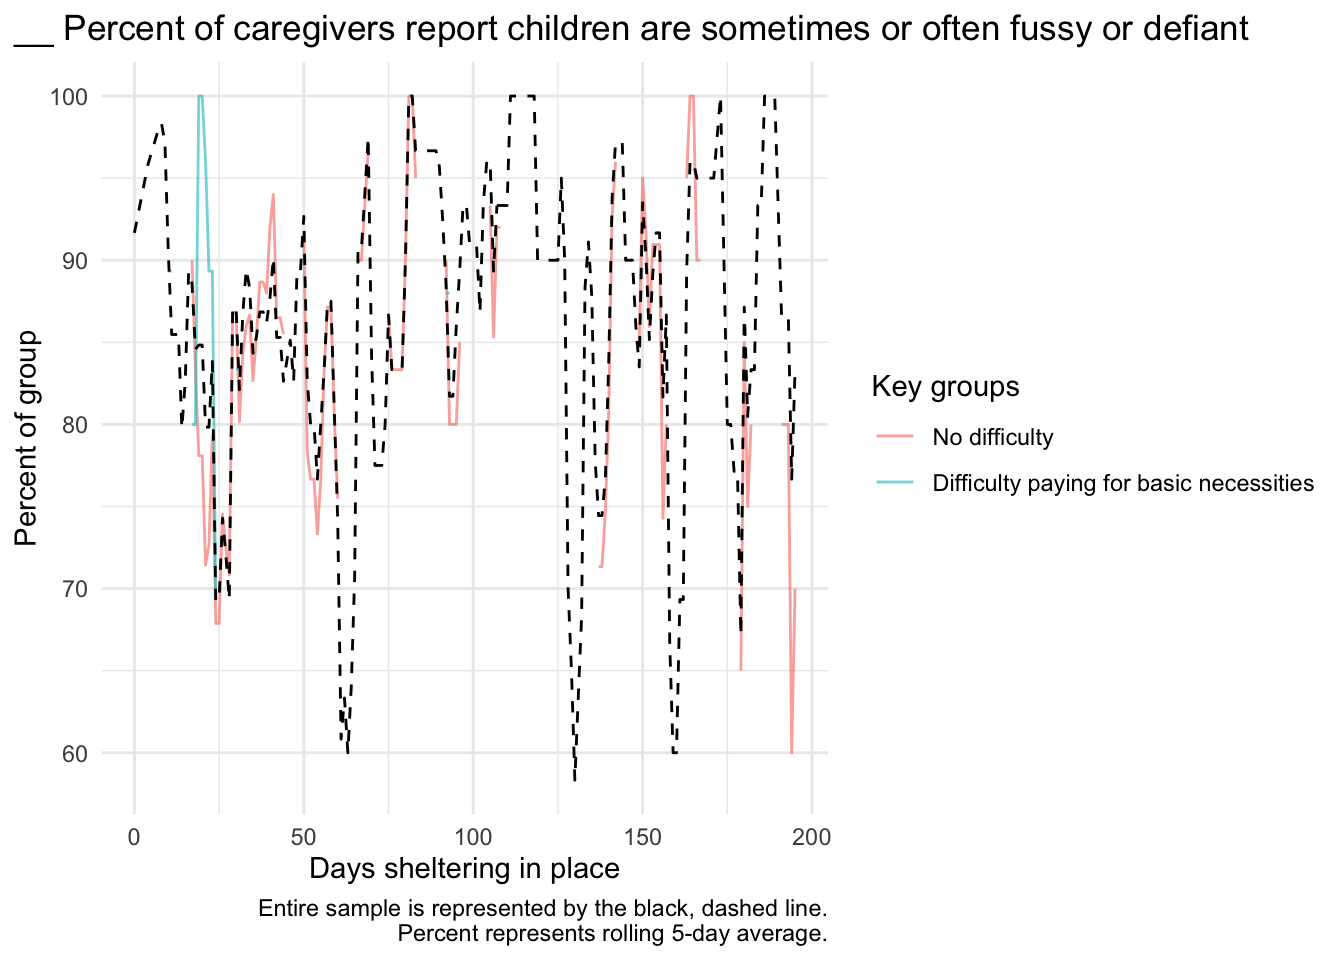 __ Percent of caregivers report children are sometimes or often fussy or defiant
Percent of group
100
90
80
70
60
0 50 100 150 200
Days sheltering in place
Key groups
No difficulty
Difficulty paying for basic necessities
Entire sample is represented by the black, dashed line.
Percent represents rolling 5-day average.